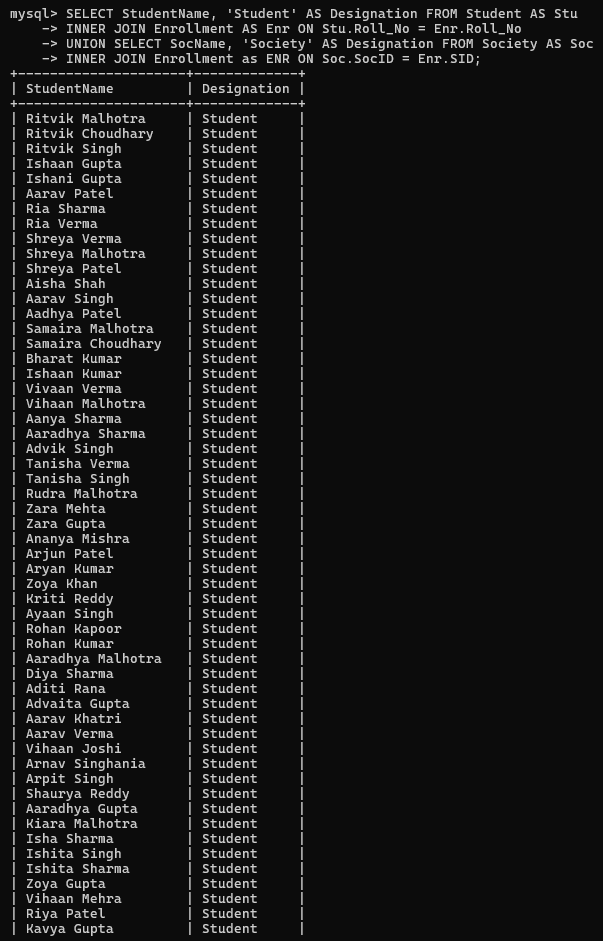 mysql> SELECT StudentName, 'Student' AS Designation FROM Student AS Stu
    -> INNER JOIN Enrollment AS Enr ON Stu.Roll_No = Enr.Roll_No
    -> UNION SELECT SocName, 'Society' AS Designation FROM Society AS Soc
    -> INNER JOIN Enrollment as ENR ON Soc.SocID = Enr.SID;
+---------------------+-------------+
| StudentName         | Designation |
+---------------------+-------------+
| Ritvik Malhotra     | Student     |
| Ritvik Choudhary    | Student     |
| Ritvik Singh        | Student     |
| Ishaan Gupta        | Student     |
| Ishani Gupta        | Student     |
| Aarav Patel         | Student     |
| Ria Sharma          | Student     |
| Ria Verma           | Student     |
| Shreya Verma        | Student     |
| Shreya Malhotra     | Student     |
| Shreya Patel        | Student     |
| Aisha Shah          | Student     |
| Aarav Singh         | Student     |
| Aadhya Patel        | Student     |
| Samaira Malhotra    | Student     |
| Samaira Choudhary   | Student     |
| Bharat Kumar        | Student     |
| Ishaan Kumar        | Student     |
| Vivaan Verma        | Student     |
| Vihaan Malhotra     | Student     |
| Aanya Sharma        | Student     |
| Aaradhya Sharma     | Student     |
| Advik Singh         | Student     |
| Tanisha Verma       | Student     |
| Tanisha Singh       | Student     |
| Rudra Malhotra      | Student     |
| Zara Mehta          | Student     |
| Zara Gupta          | Student     |
| Ananya Mishra       | Student     |
| Arjun Patel         | Student     |
| Aryan Kumar         | Student     |
| Zoya Khan           | Student     |
| Kriti Reddy         | Student     |
| Ayaan Singh         | Student     |
| Rohan Kapoor        | Student     |
| Rohan Kumar         | Student     |
| Aaradhya Malhotra   | Student     |
| Diya Sharma         | Student     |
| Aditi Rana          | Student     |
| Advaita Gupta       | Student     |
| Aarav Khatri        | Student     |
| Aarav Verma         | Student     |
| Vihaan Joshi        | Student     |
| Arnav Singhania     | Student     |
| Arpit Singh         | Student     |
| Shaurya Reddy       | Student     |
| Aaradhya Gupta      | Student     |
| Kiara Malhotra      | Student     |
| Isha Sharma         | Student     |
| Ishita Singh        | Student     |
| Ishita Sharma       | Student     |
| Zoya Gupta          | Student     |
| Vihaan Mehra        | Student     |
| Riya Patel          | Student     |
| Kavya Gupta         | Student     |